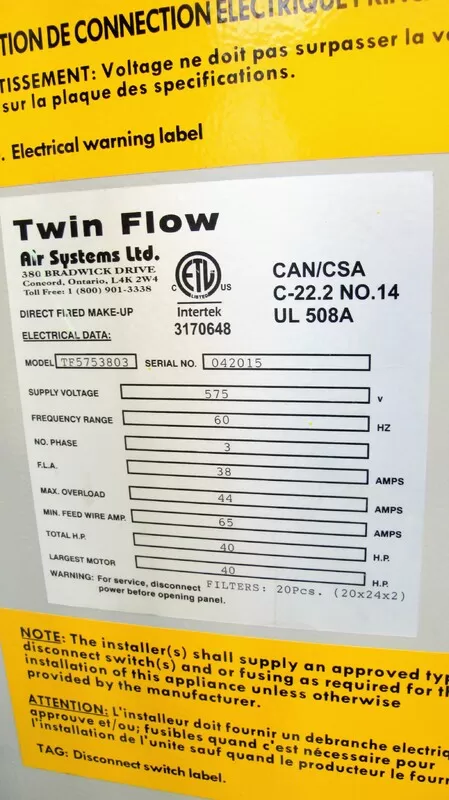 TION DE CONNECTION ÉLECTRIQUE
TISSEMENT: Voltage ne doit pas surpasser la
sur la plaque des specifications.
. Electrical warning label
Twin Flow
Air Systems Ltd.
380 BRADWICK DRIVE
Concord, Ontario, L4K 2W4
Toll Free: 1 (800) 901-3338
C ETL US
LISTED
Intertek
3170648
CAN/CSA
C-22.2 NO.14
UL 508A
DIRECT FIRED MAKE-UP
ELECTRICAL DATA:
MODEL TF5753803 SERIAL NO. 042015
SUPPLY VOLTAGE 575 V
FREQUENCY RANGE 60 HZ
NO. PHASE 3
F.L.A. 38 AMPS
MAX. OVERLOAD 44 AMPS
MIN. FEED WIRE AMP. 65 AMPS
TOTAL H.P. 40 H.P.
LARGEST MOTOR 40 H.P.
WARNING: For service, disconnect FILTERS: 20Pcs. (20x24x2)
power before opening panel.
NOTE: The installer(s) shall supply an approved typ
disconnect switch(s) and or fusing as required for th
installation of this appliance unless otherwise
provided by the manufacturer.
ATTENTION: L'installeur doit fournir un debranche electriq
approuve et/ou; fusibles quand c'est nécessaire pour
l'installation de l'unite sauf quand le producteur le four
TAG: Disconnect switch label.